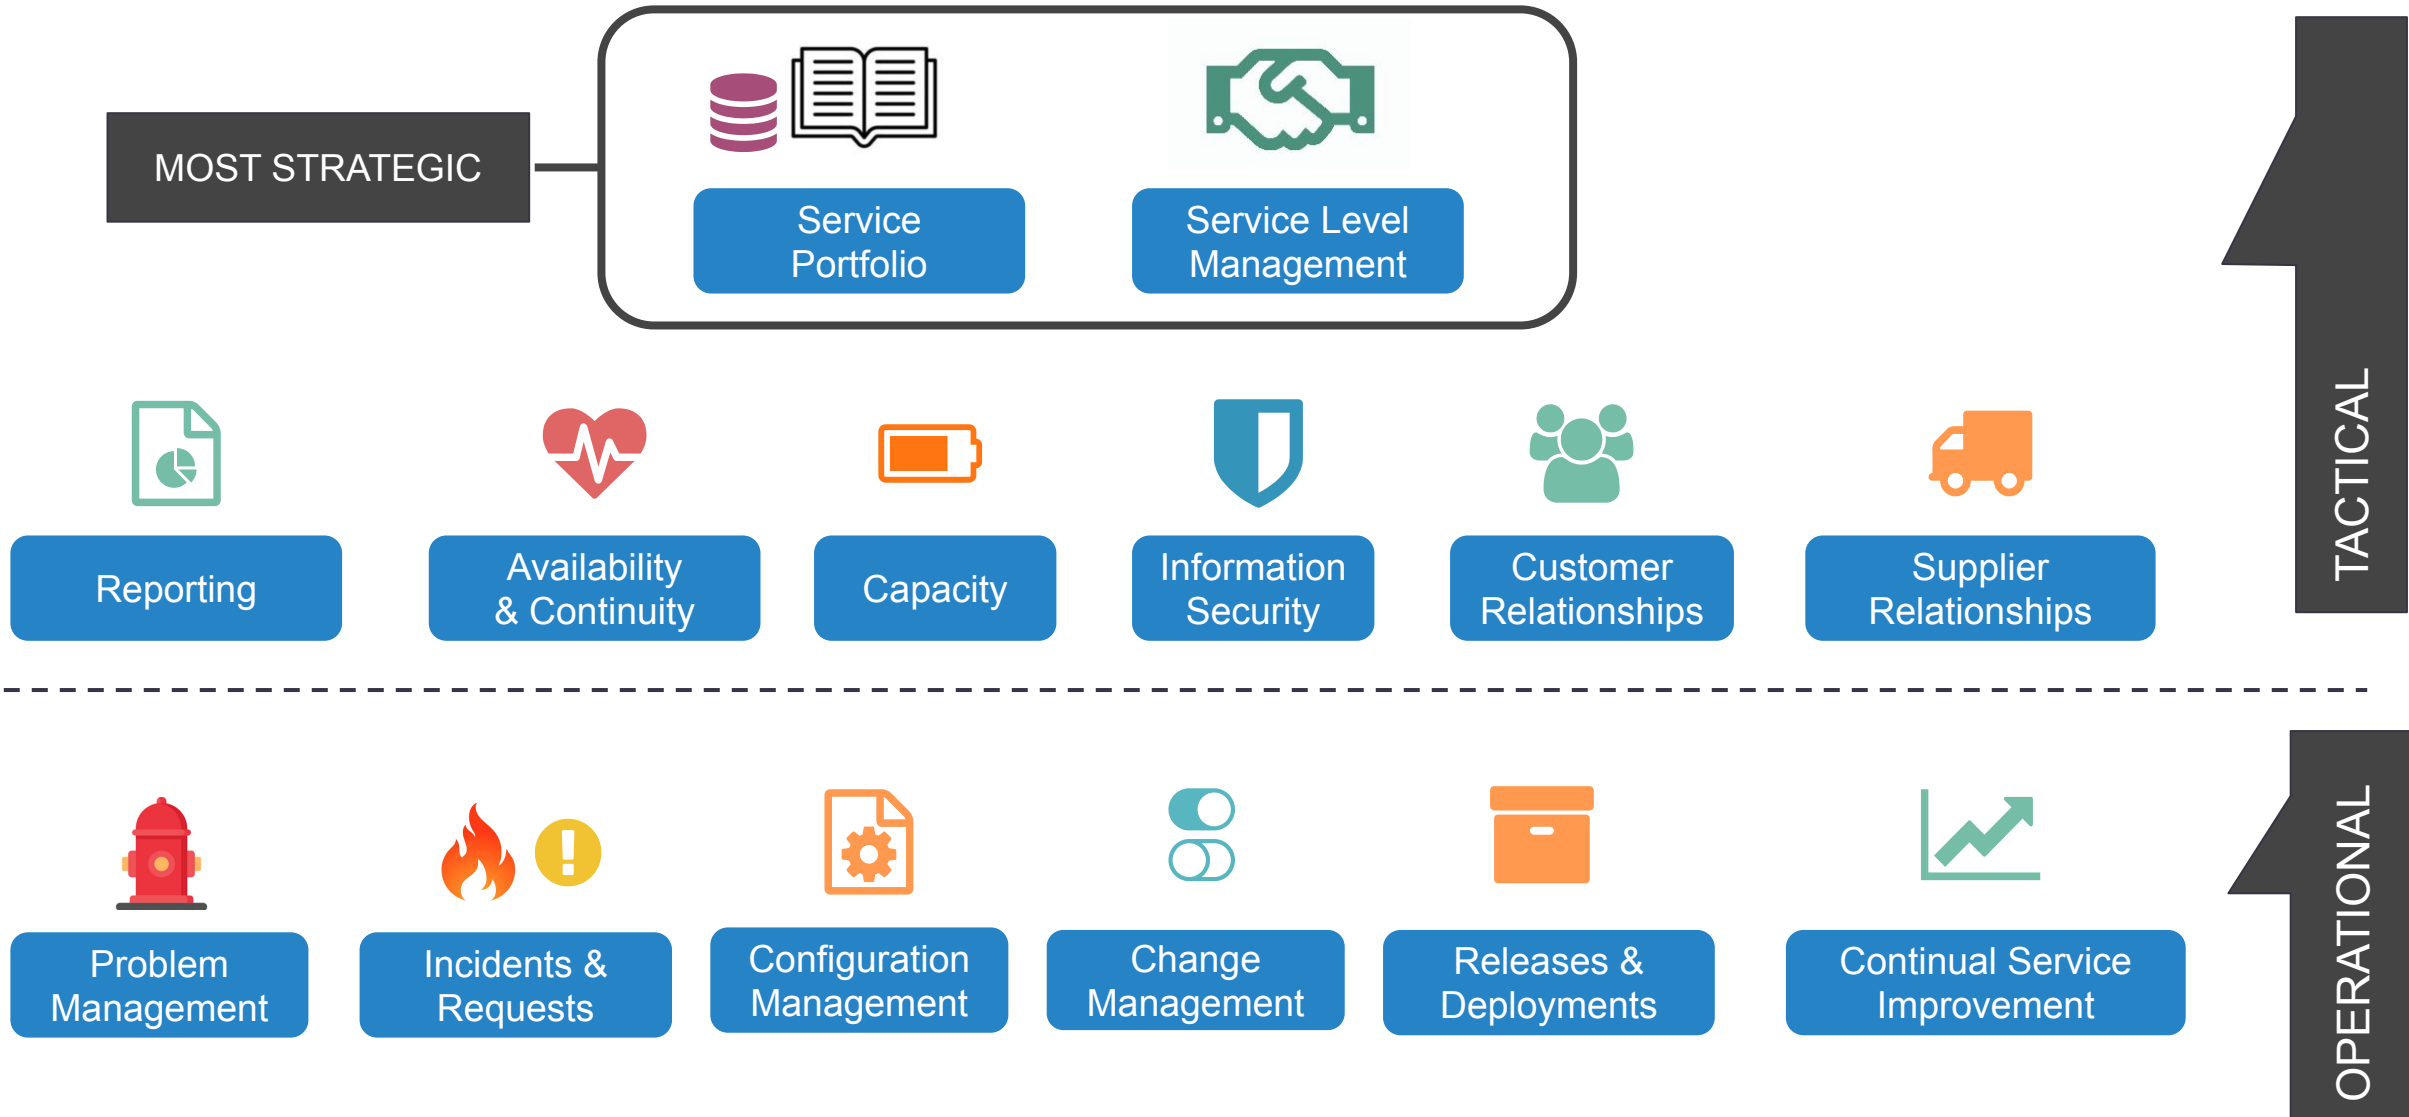 MOST STRATEGIC
Service
Portfolio
Service Level
Management
TACTICAL
Reporting
Availability
& Continuity
Capacity
Information
Security
Customer
Relationships
Supplier
Relationships
OPERATIONAL
Problem
Management
Incidents &
Requests
Configuration
Management
Change
Management
Releases &
Deployments
Continual Service
Improvement